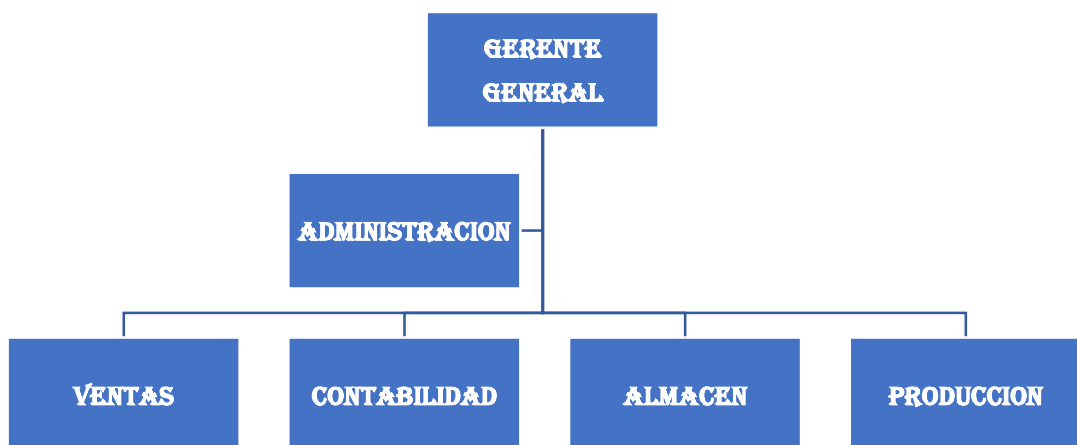 GERENTE
GENERAL
ADMINISTRACION
VENTAS
CONTABILIDAD
ALMACEN
PRODUCCION